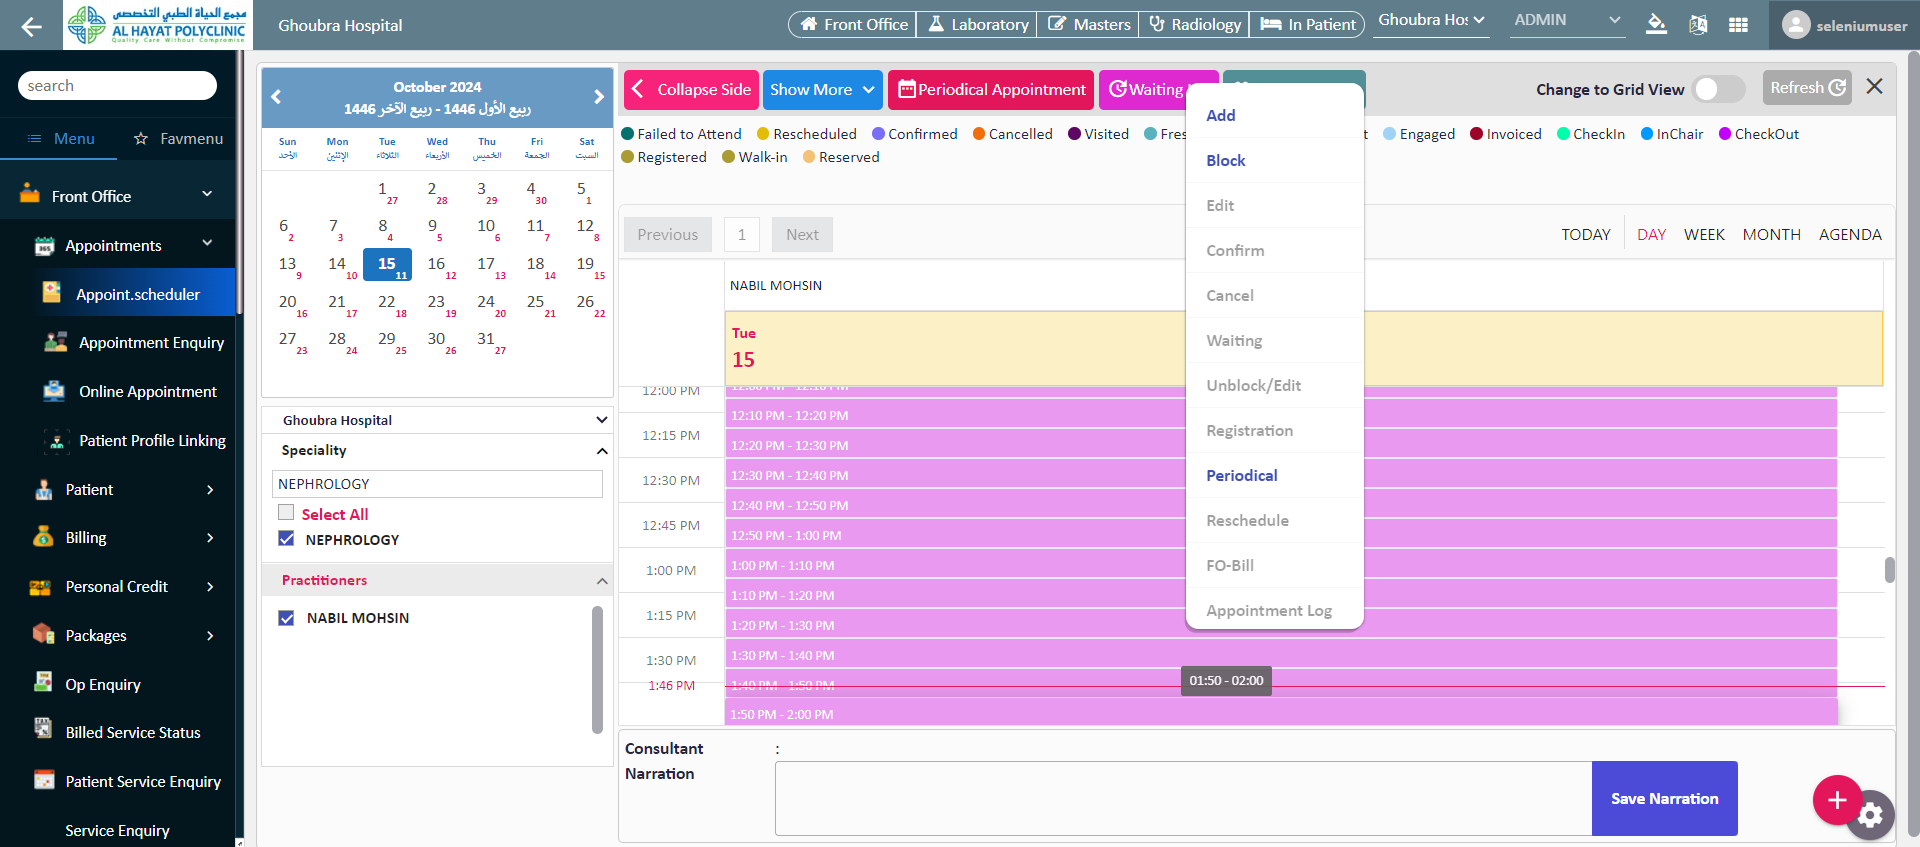 مجمع الحياة الطبي التخصصي
AL HAYAT POLYCLINIC
Quality Care Without Compromise
Ghoubra Hospital
Front Office
Laboratory
Masters
Radiology
In Patient
Ghoubra Hos
ADMIN
seleniumuser
search
Menu
Favmenu
Front Office
Appointments
Appoint.scheduler
Appointment Enquiry
Online Appointment
Patient Profile Linking
Patient
Billing
Personal Credit
Packages
Op Enquiry
Billed Service Status
Patient Service Enquiry
Service Enquiry
October 2024
ربيع الأول 1446 - ربيع الآخر 1446
Sun Mon Tue Wed Thu Fri Sat
الأحد الإثنين الثلاثاء الأربعاء الخميس الجمعة السبت
1 27 2 28 3 29 4 30 5 1
6 2 7 3 8 4 9 5 10 6 11 7 12 8
13 9 14 10 15 11 16 12 17 13 18 14 19 15
20 16 21 17 22 18 23 19 24 20 25 21 26 22
27 23 28 24 29 25 30 26 31 27
Ghoubra Hospital
Speciality
NEPHROLOGY
Select All
NEPHROLOGY
Practitioners
NABIL MOHSIN
Collapse Side
Show More
Periodical Appointment
Waiting
Change to Grid View
Refresh
Failed to Attend
Rescheduled
Confirmed
Cancelled
Visited
Fres
t
Engaged
Invoiced
CheckIn
InChair
CheckOut
Registered
Walk-in
Reserved
Previous
1
Next
TODAY
DAY
WEEK
MONTH
AGENDA
NABIL MOHSIN
Tue
15
12:00 PM
12:15 PM
12:30 PM
12:45 PM
1:00 PM
1:15 PM
1:30 PM
1:46 PM
12:00 PM - 12:10 PM
12:10 PM - 12:20 PM
12:20 PM - 12:30 PM
12:30 PM - 12:40 PM
12:40 PM - 12:50 PM
12:50 PM - 1:00 PM
1:00 PM - 1:10 PM
1:10 PM - 1:20 PM
1:20 PM - 1:30 PM
1:30 PM - 1:40 PM
1:40 PM - 1:50 PM
1:50 PM - 2:00 PM
Add
Block
Edit
Confirm
Cancel
Waiting
Unblock/Edit
Registration
Periodical
Reschedule
FO-Bill
Appointment Log
01:50 - 02:00
Consultant :
Narration
Save Narration